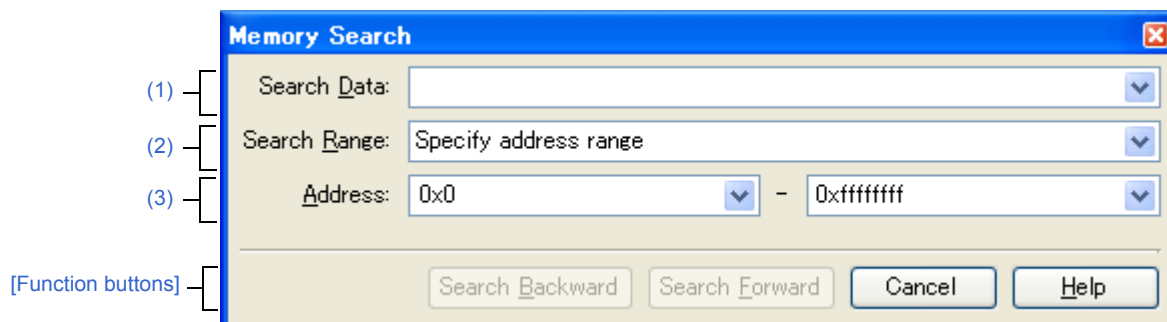 Memory Search
(1) Search Data:
(2) Search Range: Specify address range
(3) Address: 0x0 - 0xffffffff
[Function buttons] Search Backward Search Forward Cancel Help